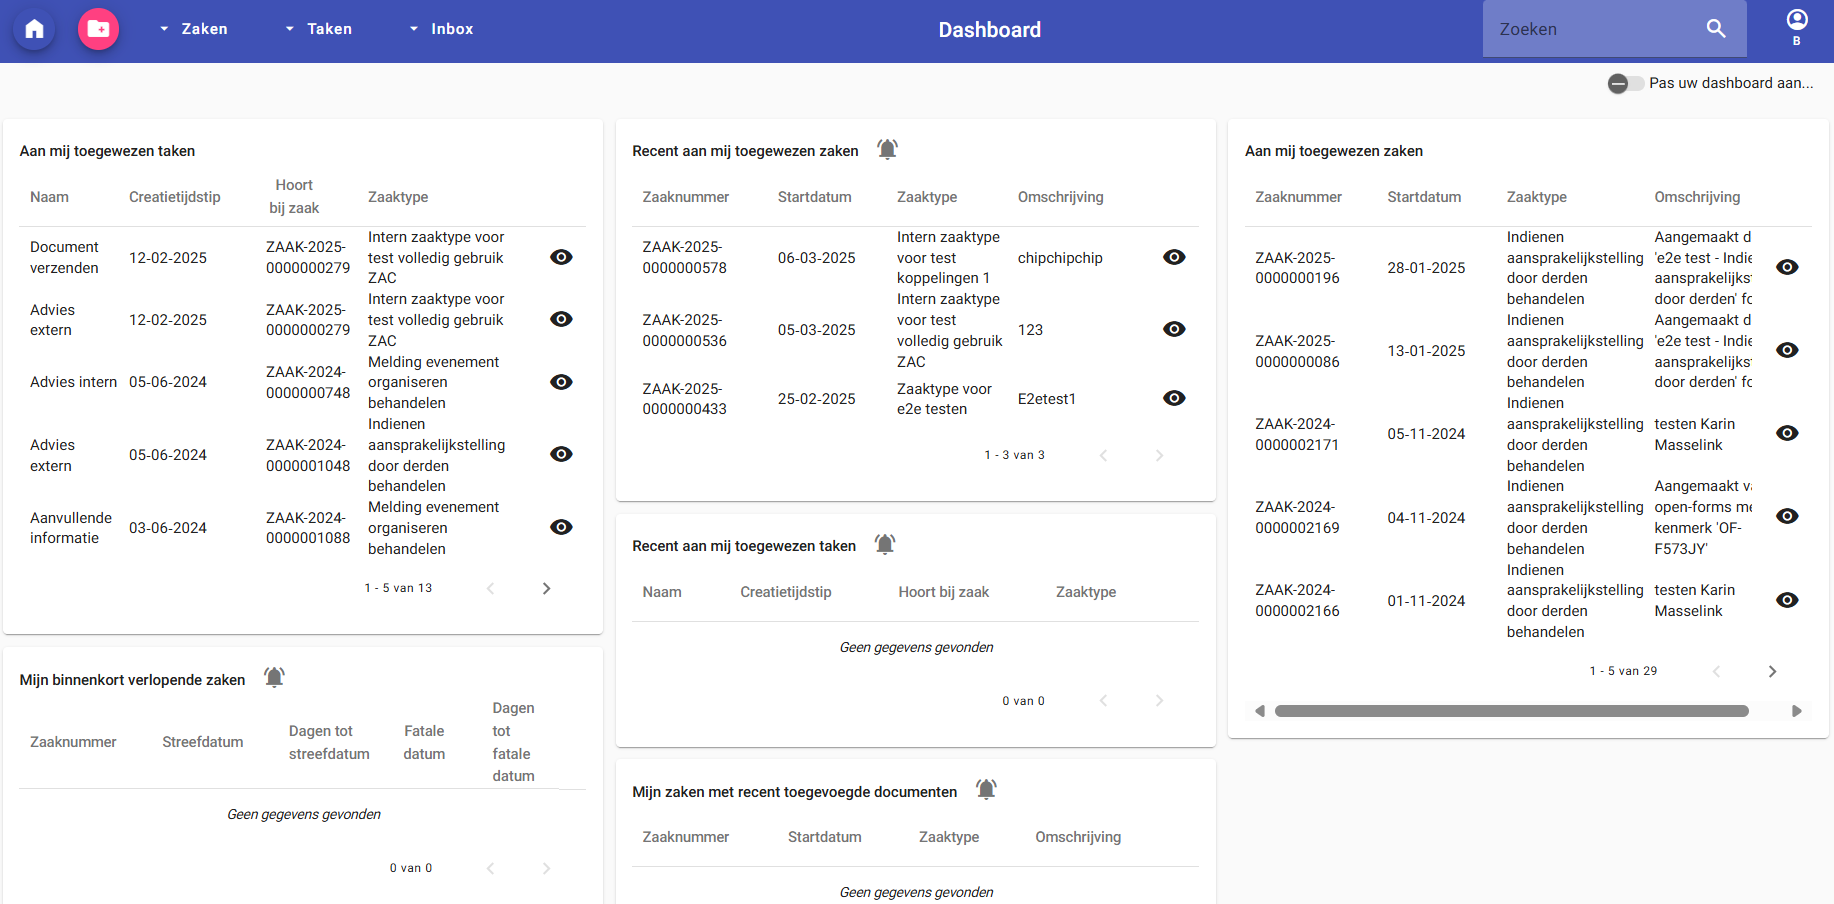 Zaken
Taken
Inbox
Dashboard
Zoeken
B
Pas uw dashboard aan...
Aan mij toegewezen taken
Naam Creatietijdstip Hoort bij zaak Zaaktype
Document verzenden 12-02-2025 ZAAK-2025-0000000279 Intern zaaktype voor test volledig gebruik ZAC
Advies extern 12-02-2025 ZAAK-2025-0000000279 Intern zaaktype voor test volledig gebruik ZAC
Advies intern 05-06-2024 ZAAK-2024-0000000748 Melding evenement organiseren behandelen
Advies extern 05-06-2024 ZAAK-2024-0000001048 Indienen aansprakelijkstelling door derden behandelen
Aanvullende informatie 03-06-2024 ZAAK-2024-0000001088 Melding evenement organiseren behandelen
1 - 5 van 13
Mijn binnenkort verlopende zaken
Zaaknummer Streefdatum Dagen tot streefdatum Fatale datum Dagen tot fatale datum
Geen gegevens gevonden
0 van 0
Recent aan mij toegewezen zaken
Zaaknummer Startdatum Zaaktype Omschrijving
ZAAK-2025-0000000578 06-03-2025 Intern zaaktype voor test koppelingen 1 chipchipchip
ZAAK-2025-0000000536 05-03-2025 Intern zaaktype voor test volledig gebruik ZAC 123
ZAAK-2025-0000000433 25-02-2025 Zaaktype voor e2e testen E2etest1
1 - 3 van 3
Recent aan mij toegewezen taken
Naam Creatietijdstip Hoort bij zaak Zaaktype
Geen gegevens gevonden
0 van 0
Mijn zaken met recent toegevoegde documenten
Zaaknummer Startdatum Zaaktype Omschrijving
Geen gegevens gevonden
Aan mij toegewezen zaken
Zaaknummer Startdatum Zaaktype Omschrijving
ZAAK-2025-0000000196 28-01-2025 Indienen aansprakelijkstelling door derden behandelen Aangemaakt d 'e2e test - Indie aansprakelijks door derden' fo
ZAAK-2025-0000000086 13-01-2025 Indienen aansprakelijkstelling door derden behandelen Aangemaakt d 'e2e test - Indie aansprakelijks door derden' fo
ZAAK-2024-0000002171 05-11-2024 Indienen aansprakelijkstelling door derden behandelen testen Karin Masselink
ZAAK-2024-0000002169 04-11-2024 Indienen aansprakelijkstelling door derden behandelen Aangemaakt va open-forms me kenmerk 'OF-F573JY'
ZAAK-2024-0000002166 01-11-2024 Indienen aansprakelijkstelling door derden behandelen testen Karin Masselink
1 - 5 van 29